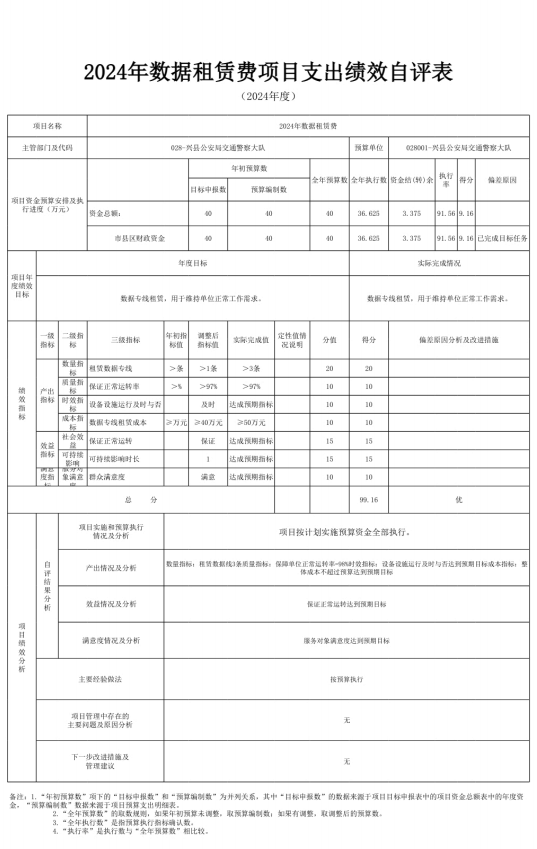 2024年数据租赁费项目支出绩效自评表
（2024年度）
项目名称 2024年数据租赁费
主管部门及代码 028-兴县公安局交通警察大队 预算单位 028001-兴县公安局交通警察大队
项目资金预算安排及执行进度（万元） 年初预算数 全年预算数 全年执行数 资金结(转)余 执行率 得分 偏差原因
目标申报数 预算编制数
资金总额: 40 40 40 36.625 3.375 91.56 9.16
市县区财政资金 40 40 40 36.625 3.375 91.56 9.16 已完成目标任务
项目年度绩效目标 年度目标 实际完成情况
数据专线租赁，用于维持单位正常工作需求。 数据专线租赁，用于维持单位正常工作需求。
绩效指标 一级指标 二级指标 三级指标 年初指标值 调整后指标值 实际完成值 定性值情况说明 分值 得分 偏差原因分析及改进措施
产出指标 数量指标 租赁数据专线 ＞条 ＞1条 ＞3条 20 20
质量指标 保证正常运转率 ＞% ＞97% ＞97% 10 10
时效指标 设备设施运行及时与否 及时 达成预期指标 10 10
成本指标 数据专线租赁成本 ≥万元 ≥40万元 ≥50万元 10 10
效益指标 社会效益 保证正常运转 保证 达成预期指标 15 15
可持续影响 可持续影响时长 1 达成预期指标 15 15
满意度指标 服务对象满意度 群众满意度 满意 达成预期指标 10 10
总 分 99.16 优
项目绩效分析 自评结果分析 项目实施和预算执行情况及分析 项目按计划实施预算资金全部执行。
产出情况及分析 数量指标：租赁数据线3条质量指标：保障单位正常运转率=98%时效指标：设备设施运行及时与否达到预期目标成本指标：整体成本不超过预算达到预期目标
效益情况及分析 保证正常运转达到预期目标
满意度情况及分析 服务对象满意度达到预期目标
主要经验做法 按预算执行
项目管理中存在的主要问题及原因分析 无
下一步改进措施及管理建议 无
备注：1.“年初预算数”项下的“目标申报数”和“预算编制数”为并列关系，其中“目标申报数”的数据来源于项目目标申报表中的项目资金总额表中的年度资
金，“预算编制数”数据来源于项目预算支出明细表。
2.“全年预算数”的取数规则：如果年初预算未调整，取预算编制数；如果有调整，取调整后的预算数。
3.“全年执行数”是指预算执行指标确认数。
4.“执行率”是执行数与“全年预算数”相比较。